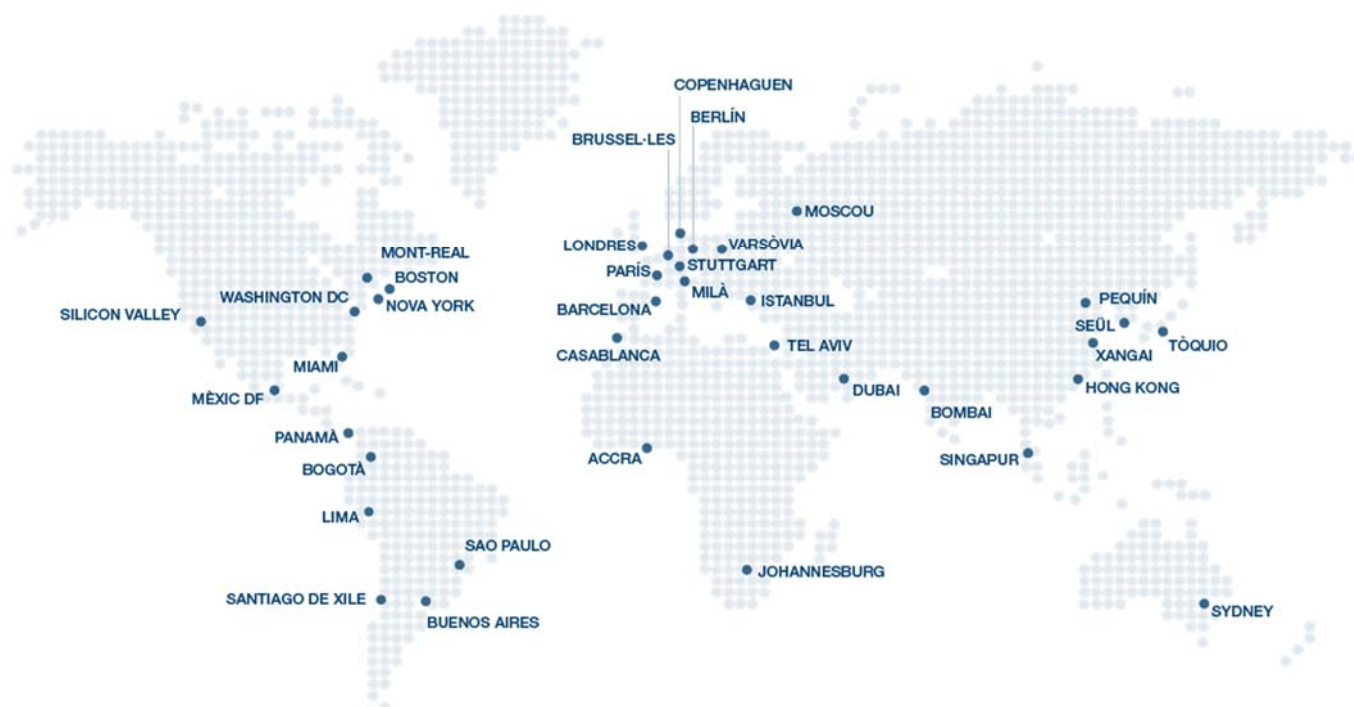 COPENHAGUEN
BERLÍN
BRUSSEL·LES
MOSCOU
LONDRES
VARSÒVIA
MONT-REAL
PARÍS
STUTTGART
BOSTON
MILÀ
WASHINGTON DC
NOVA YORK
BARCELONA
ISTANBUL
PEQUÍN
SILICON VALLEY
SEÜL
TÒQUIO
CASABLANCA
TEL AVIV
XANGAI
MIAMI
DUBAI
HONG KONG
MÈXIC DF
BOMBAI
PANAMÀ
ACCRA
SINGAPUR
BOGOTÀ
LIMA
SAO PAULO
JOHANNESBURG
SANTIAGO DE XILE
SYDNEY
BUENOS AIRES